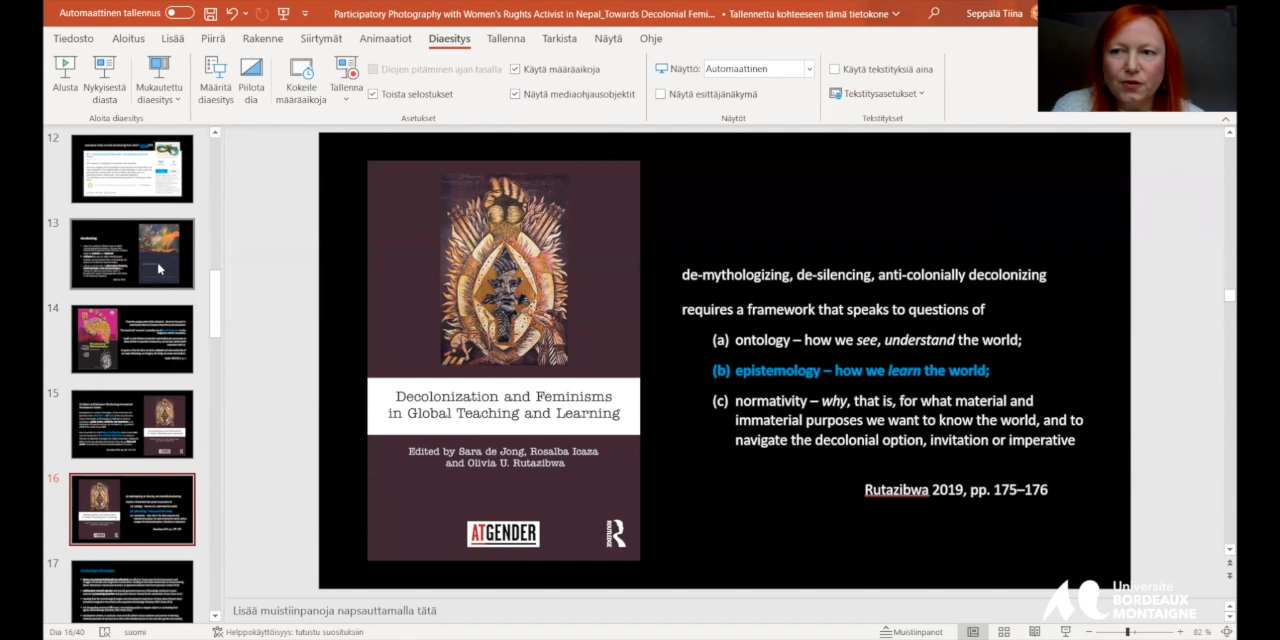 Automaattinen tallennus
Participatory Photography with Women's Rughts Activist in Nepal_Towards Decolonial Femi... • Tallennettu kohteeseen tämä tietokone
Seppälä Tiina
Tiedosto Aloitus Lisää Piirrä Rakenne Siirtymät Animaatiot Diaesitys Tallenna Tarkista Näytä Ohje
Alusta
Nykyisestä diasta
Mukautettu diaesitys
Määritä diaesitys
Piilota dia
Kokeile määräaikoja
Tallenna
Diojen pitäminen ajan tasalla
Toista selostukset
Käytä määräaikoja
Näytä mediaohjausobjektit
Näyttö: Automaattinen
Näytä esittäjänäkymä
Käytä tekstityksiä aina
Tekstitysasetukset
Aloita diaesitys
Asetukset
Näytöt
Tekstitykset
12
13
14
15
16
17
Decolonization and Feminisms
in Global Teaching and Learning
Edited by Sara de Jong, Rosalba Icaza
and Olivia U. Rutazibwa
ATGENDER
ROUTLEDGE
de-mythologizing, de-silencing, anti-colonially decolonizing
requires a framework that speaks to questions of
(a) ontology – how we see, understand the world;
(b) epistemology – how we learn the world;
(c) normativity – why, that is, for what material and
immaterial purposes we want to know the world, and to
navigate the decolonial option, invitation or imperative
Rutazibwa 2019, pp. 175–176
Université
BORDEAUX
MONTAIGNE
Lisää muistiinpanoja napsauttamalla tätä
Dia 16/40
suomi
Helppokäyttöisyys: tutustu suosituksiin
Muistiinpanot
82 %